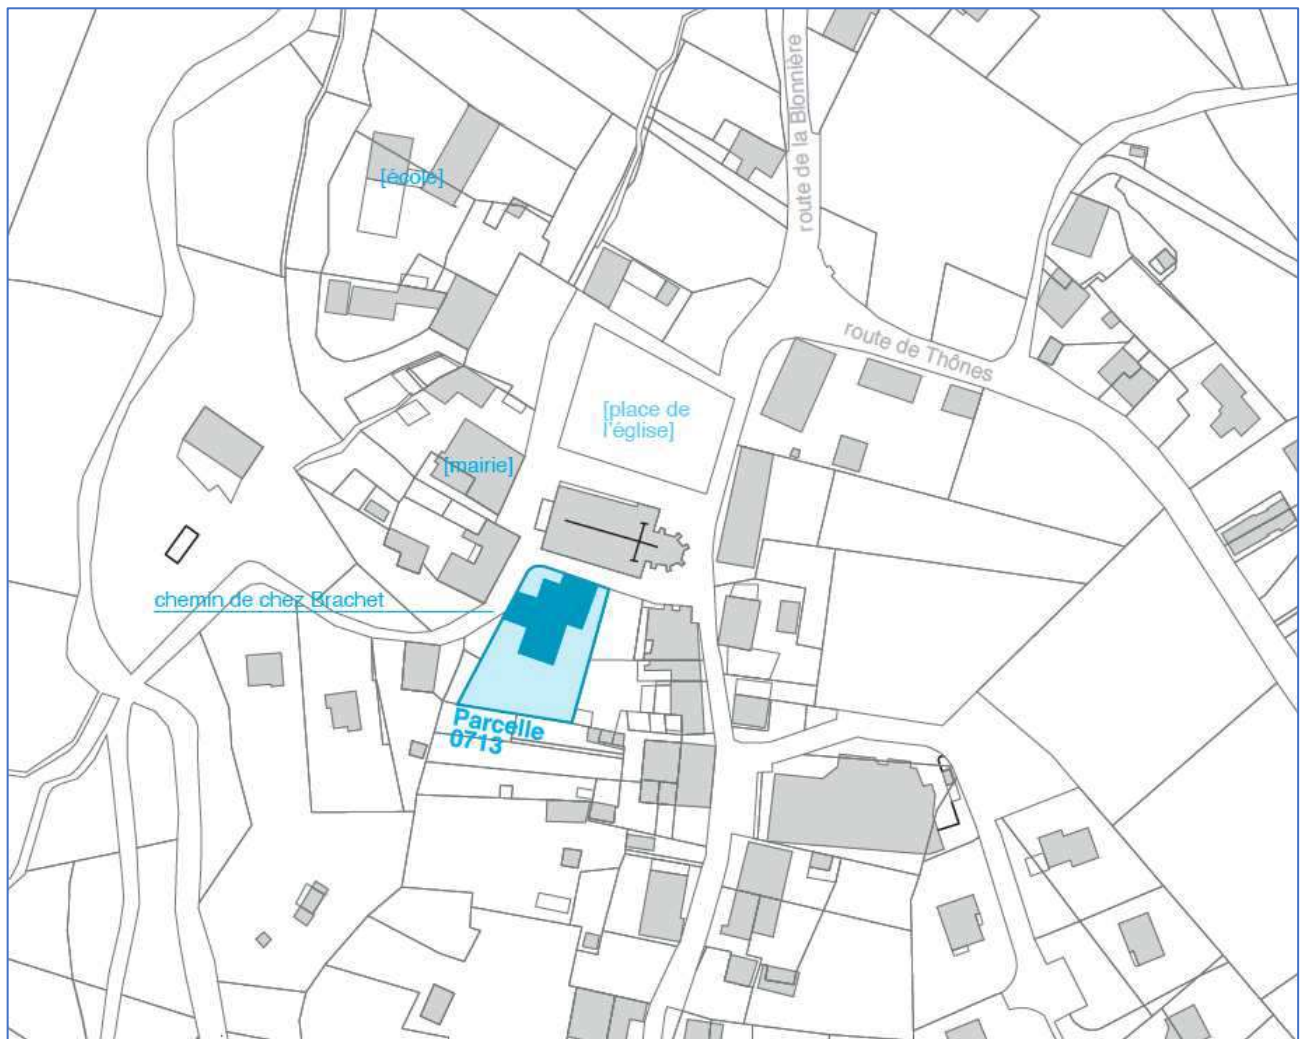 route de la Blonnière
[école]
route de Thônes
[place de
l'église]
[mairie]
chemin de chez Brachet
Parcelle
0713